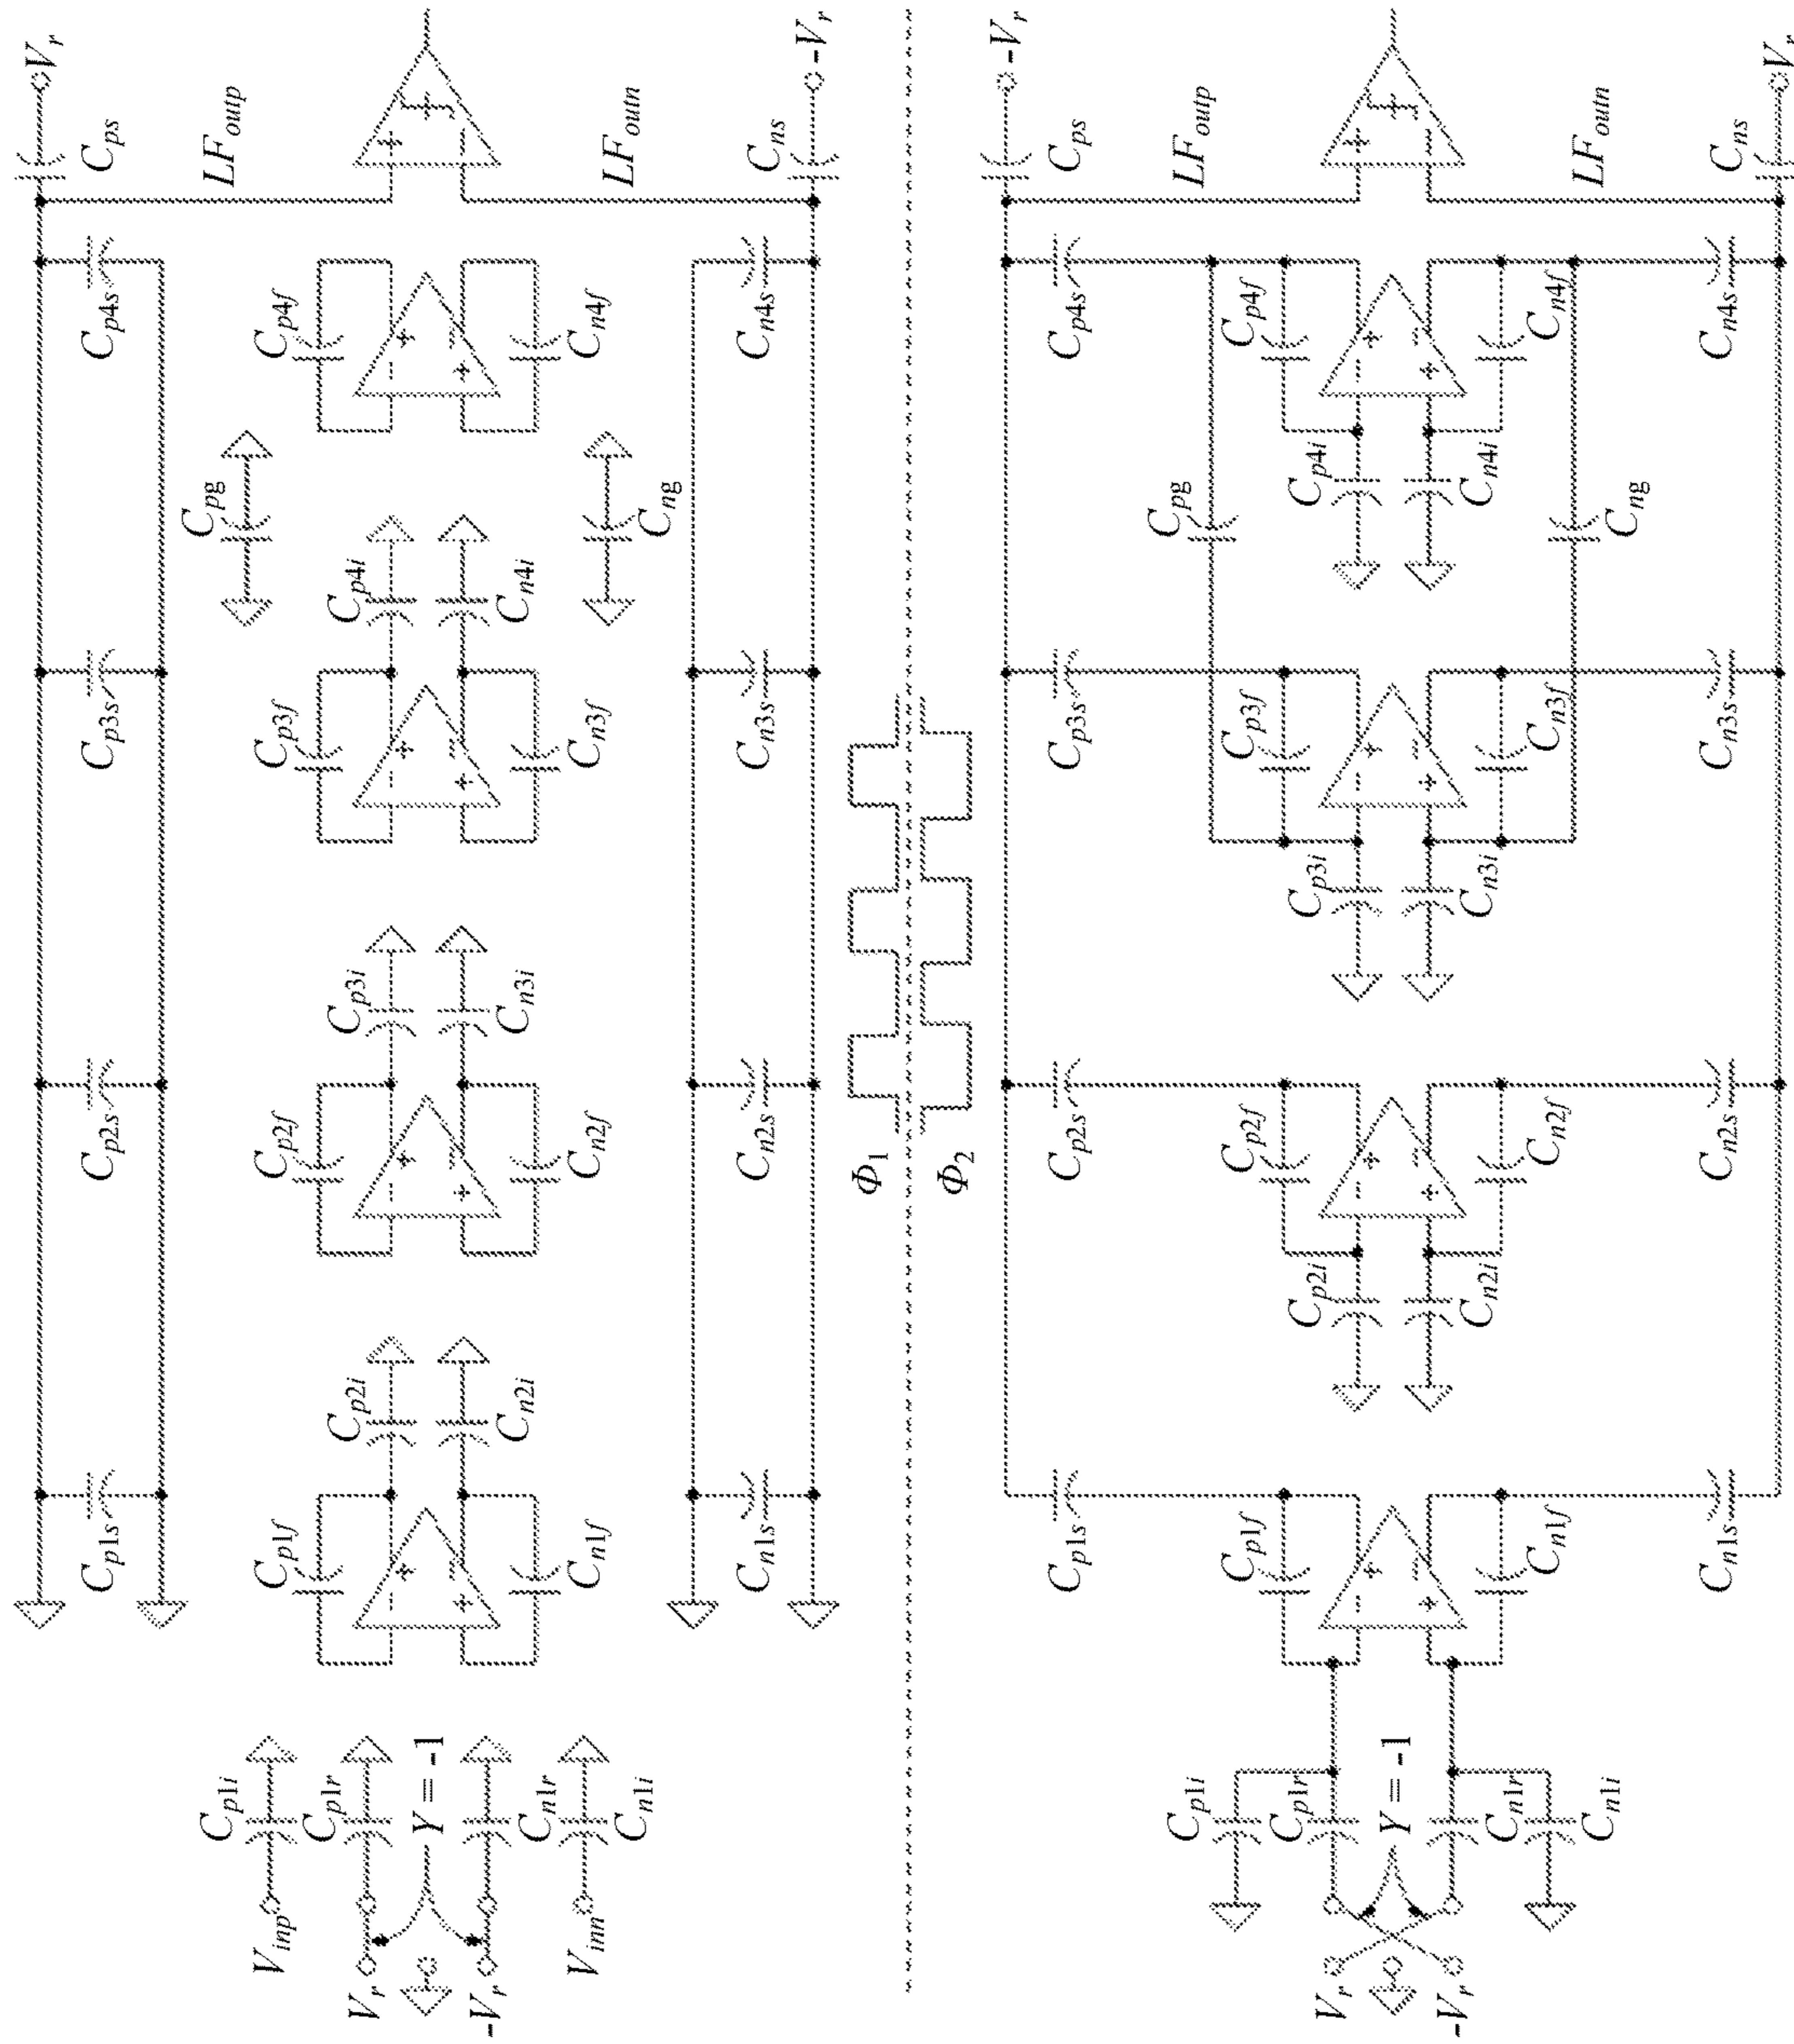 V_r
C_ps
LF_outp
LF_outn
C_ns
-V_r
C_p4s
C_p4f
C_n4f
C_n4s
C_pg
C_ng
C_p4i
C_n4i
C_p3s
C_p3f
C_n3f
C_n3s
C_p3i
C_n3i
C_p2s
C_p2f
C_n2f
C_n2s
C_p2i
C_n2i
C_p1s
C_p1f
C_n1f
C_n1s
C_p1i
C_p1r
Y = -1
C_n1r
C_n1i
V_inp
V_r
-V_r
V_inn
Φ_1
Φ_2
-V_r
C_ps
LF_outp
LF_outn
C_ns
V_r
C_p4s
C_p4f
C_n4f
C_n4s
C_p4i
C_n4i
C_pg
C_ng
C_p3s
C_p3f
C_n3f
C_n3s
C_p3i
C_n3i
C_p2s
C_p2f
C_n2f
C_n2s
C_p2i
C_n2i
C_p1s
C_p1f
C_n1f
C_n1s
C_p1i
C_p1r
Y = -1
C_n1r
C_n1i
V_r
-V_r